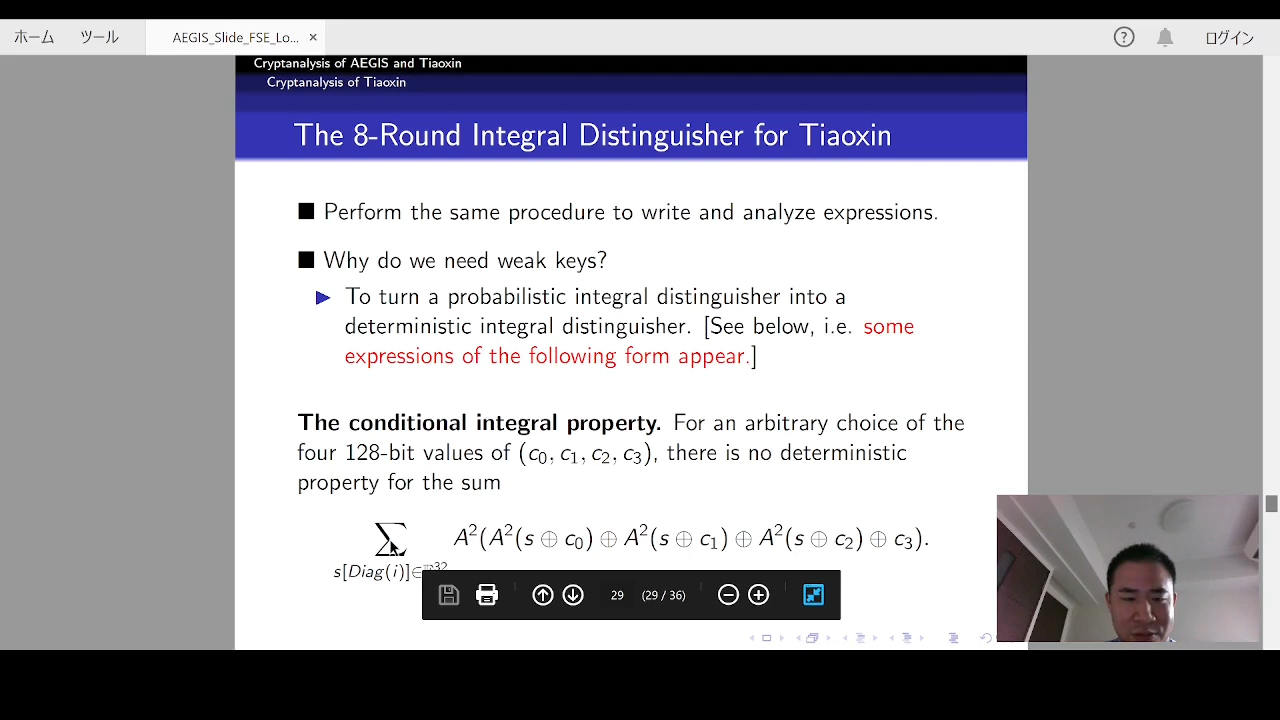 ホーム ツール AEGIS_Slide_FSE_Lo... × ? ログイン
Cryptanalysis of AEGIS and Tiaoxin
Cryptanalysis of Tiaoxin
The 8-Round Integral Distinguisher for Tiaoxin
■ Perform the same procedure to write and analyze expressions.
■ Why do we need weak keys?
▶ To turn a probabilistic integral distinguisher into a
deterministic integral distinguisher. [See below, i.e. some
expressions of the following form appear.]
The conditional integral property. For an arbitrary choice of the
four 128-bit values of (c₀, c₁, c₂, c₃), there is no deterministic
property for the sum
∑ A²(A²(s ⊕ c₀) ⊕ A²(s ⊕ c₁) ⊕ A²(s ⊕ c₂) ⊕ c₃).
s[Diag(i)]∈
29 (29 / 36)